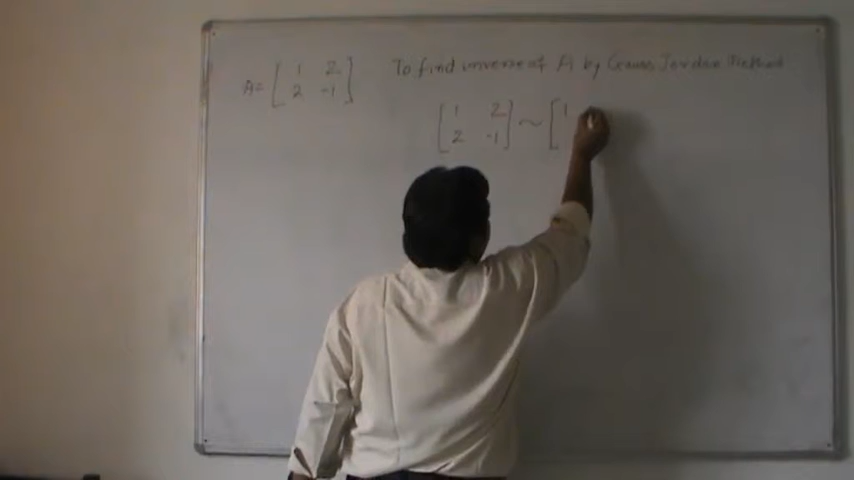 A = [ 1 2 To find inverse of A by Gauss Jordan Method
2 -1 ]
[ 1 2 ] ~ [ 1
2 -1 ]